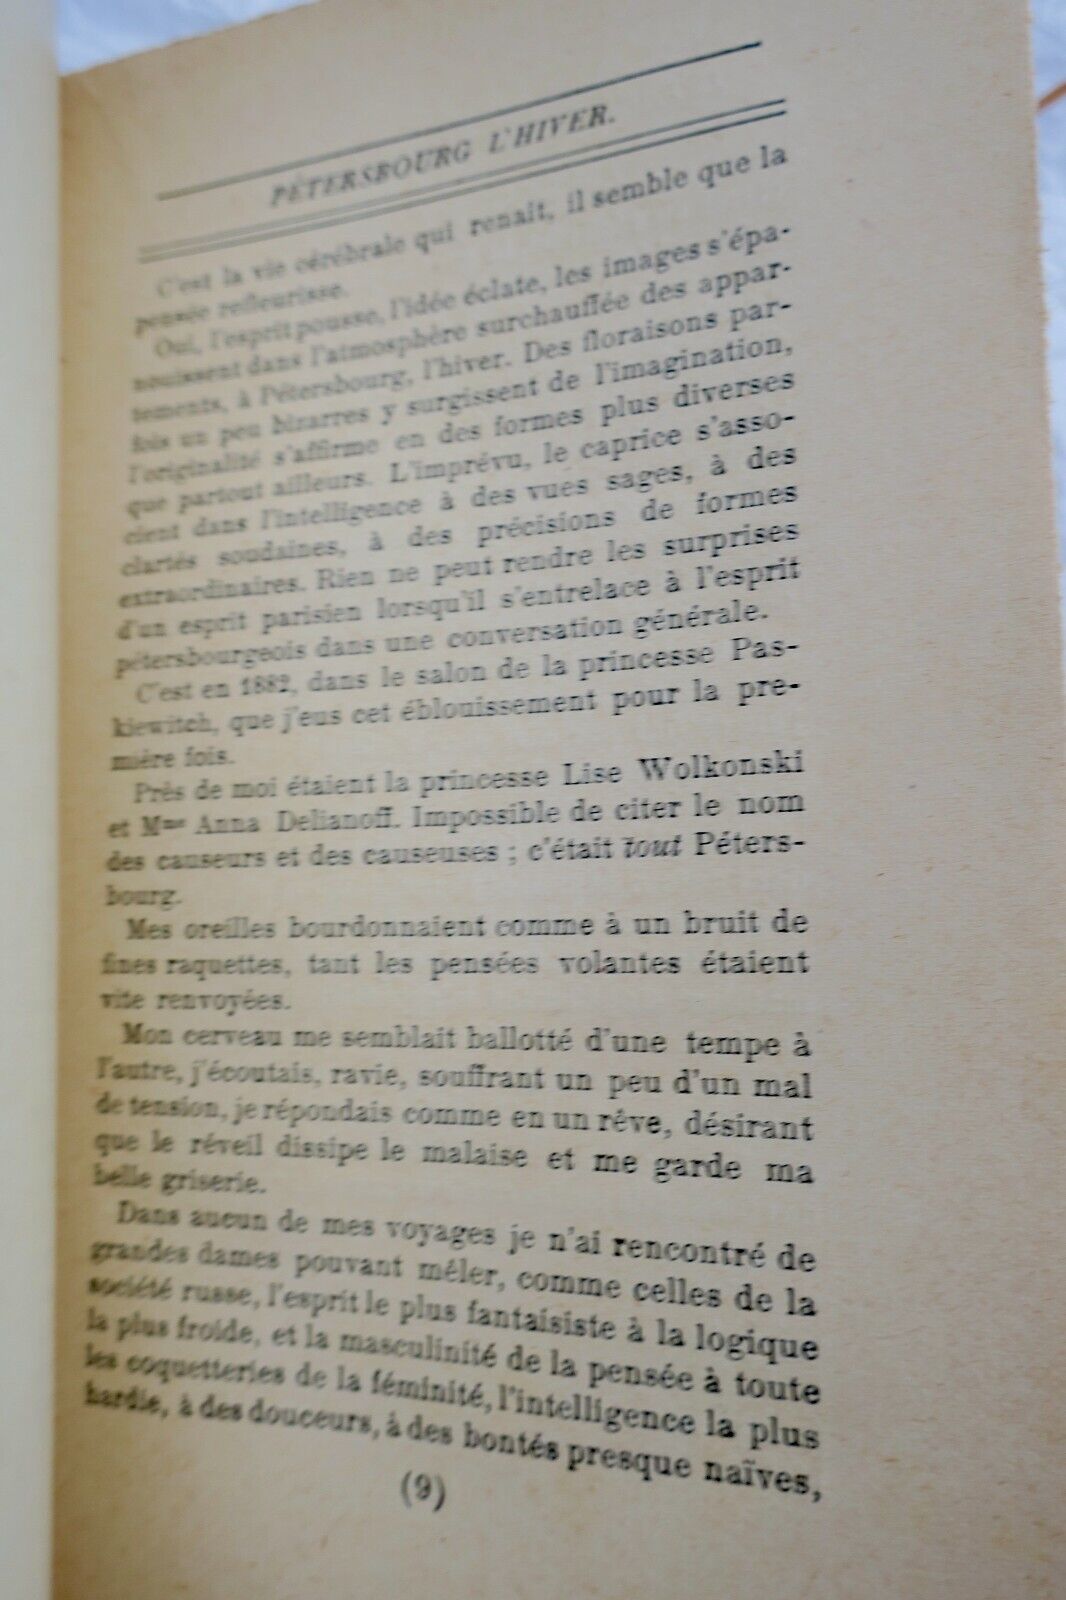 PÉTERSBOURG L'HIVER.
C'est la vie cérébrale qui renaît, il semble que la
pensée refleurisse.
Oui, l'esprit pousse, l'idée éclate, les images s'épa-
nouissent dans l'atmosphère surchauffée des appar-
tements, à Pétersbourg, l'hiver. Des floraisons par-
fois un peu bizarres y surgissent de l'imagination,
l'originalité s'affirme en des formes plus diverses
que partout ailleurs. L'imprévu, le caprice s'asso-
cient dans l'intelligence à des vues sages, à des
clartés soudaines, à des précisions de formes
extraordinaires. Rien ne peut rendre les surprises
d'un esprit parisien lorsqu'il s'entrelace à l'esprit
pétersbourgeois dans une conversation générale.
C'est en 1882, dans le salon de la princesse Pas-
kiewitch, que j'eus cet éblouissement pour la pre-
mière fois.
Près de moi étaient la princesse Lise Wolkonski
et Mme Anna Delianoff. Impossible de citer le nom
des causeurs et des causeuses ; c'était tout Péters-
bourg.
Mes oreilles bourdonnaient comme à un bruit de
fines raquettes, tant les pensées volantes étaient
vite renvoyées.
Mon cerveau me semblait ballotté d'une tempe à
l'autre, j'écoutais, ravie, souffrant un peu d'un mal
de tension, je répondais comme en un rêve, désirant
que le réveil dissipe le malaise et me garde ma
belle griserie.
Dans aucun de mes voyages je n'ai rencontré de
grandes dames pouvant mêler, comme celles de la
société russe, l'esprit le plus fantaisiste à la logique
la plus froide, et la masculinité de la pensée à toute
les coquetteries de la féminité, l'intelligence la plus
hardie, à des douceurs, à des bontés presque naïves,
(9)